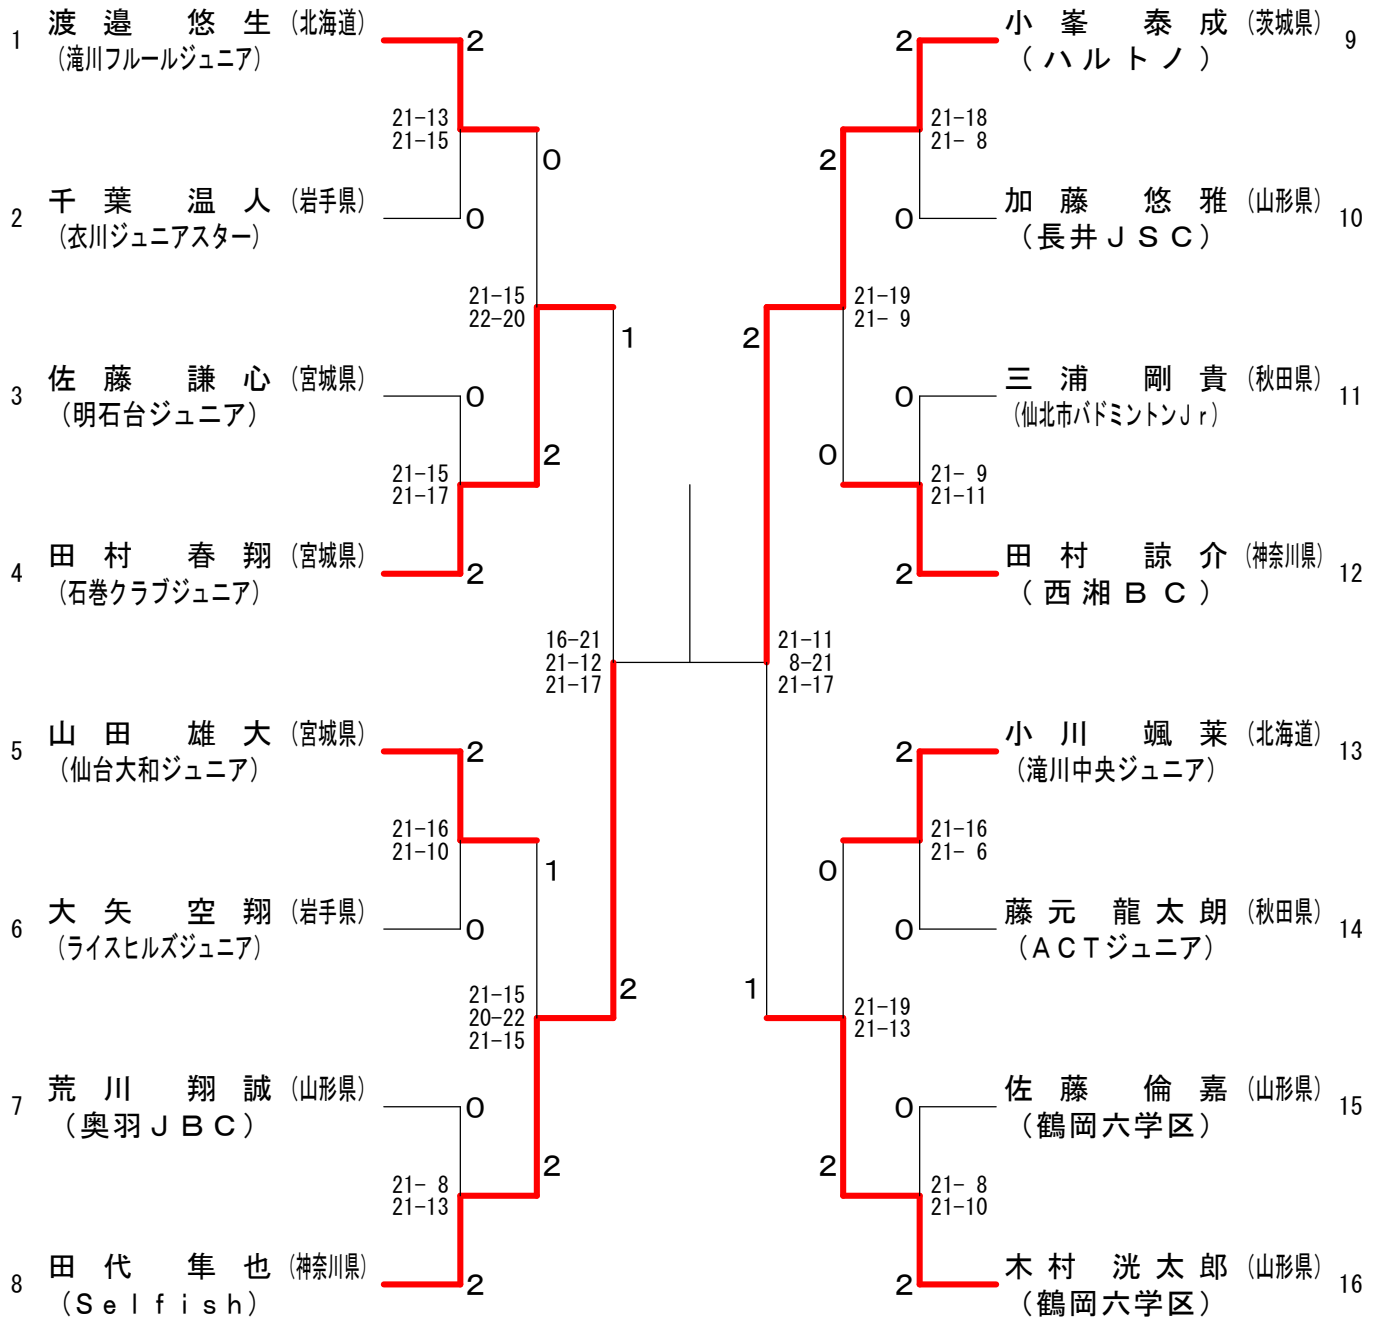 1 渡邉 悠生 (北海道) 2
(滝川フルールジュニア)
21-13
21-15
0
2 千葉 温人 (岩手県) 0
(衣川ジュニアスター)
21-15
22-20
1
3 佐藤 謙心 (宮城県) 0
(明石台ジュニア)
2
21-15
21-17
4 田村 春翔 (宮城県) 2
(石巻クラブジュニア)
16-21
21-12
21-17
5 山田 雄大 (宮城県) 2
(仙台大和ジュニア)
21-16
21-10
1
6 大矢 空翔 (岩手県) 0
(ライスヒルズジュニア)
21-15
20-22
21-15
2
7 荒川 翔誠 (山形県) 0
(奥羽JBC)
2
21- 8
21-13
8 田代 隼也 (神奈川県) 2
(Selfish)
2 小峯 泰成 (茨城県) 9
(ハルトノ)
21-18
21- 8
2
0 加藤 悠雅 (山形県) 10
(長井JSC)
21-19
21- 9
2
0 三浦 剛貴 (秋田県) 11
(仙北市バドミントンJr)
0
21- 9
21-11
2 田村 諒介 (神奈川県) 12
(西湘BC)
21-11
8-21
21-17
2 小川 颯莱 (北海道) 13
(滝川中央ジュニア)
21-16
21- 6
0
0 藤元 龍太朗 (秋田県) 14
(ACTジュニア)
1
21-19
21-13
0 佐藤 倫嘉 (山形県) 15
(鶴岡六学区)
2
21- 8
21-10
2 木村 洸太郎 (山形県) 16
(鶴岡六学区)